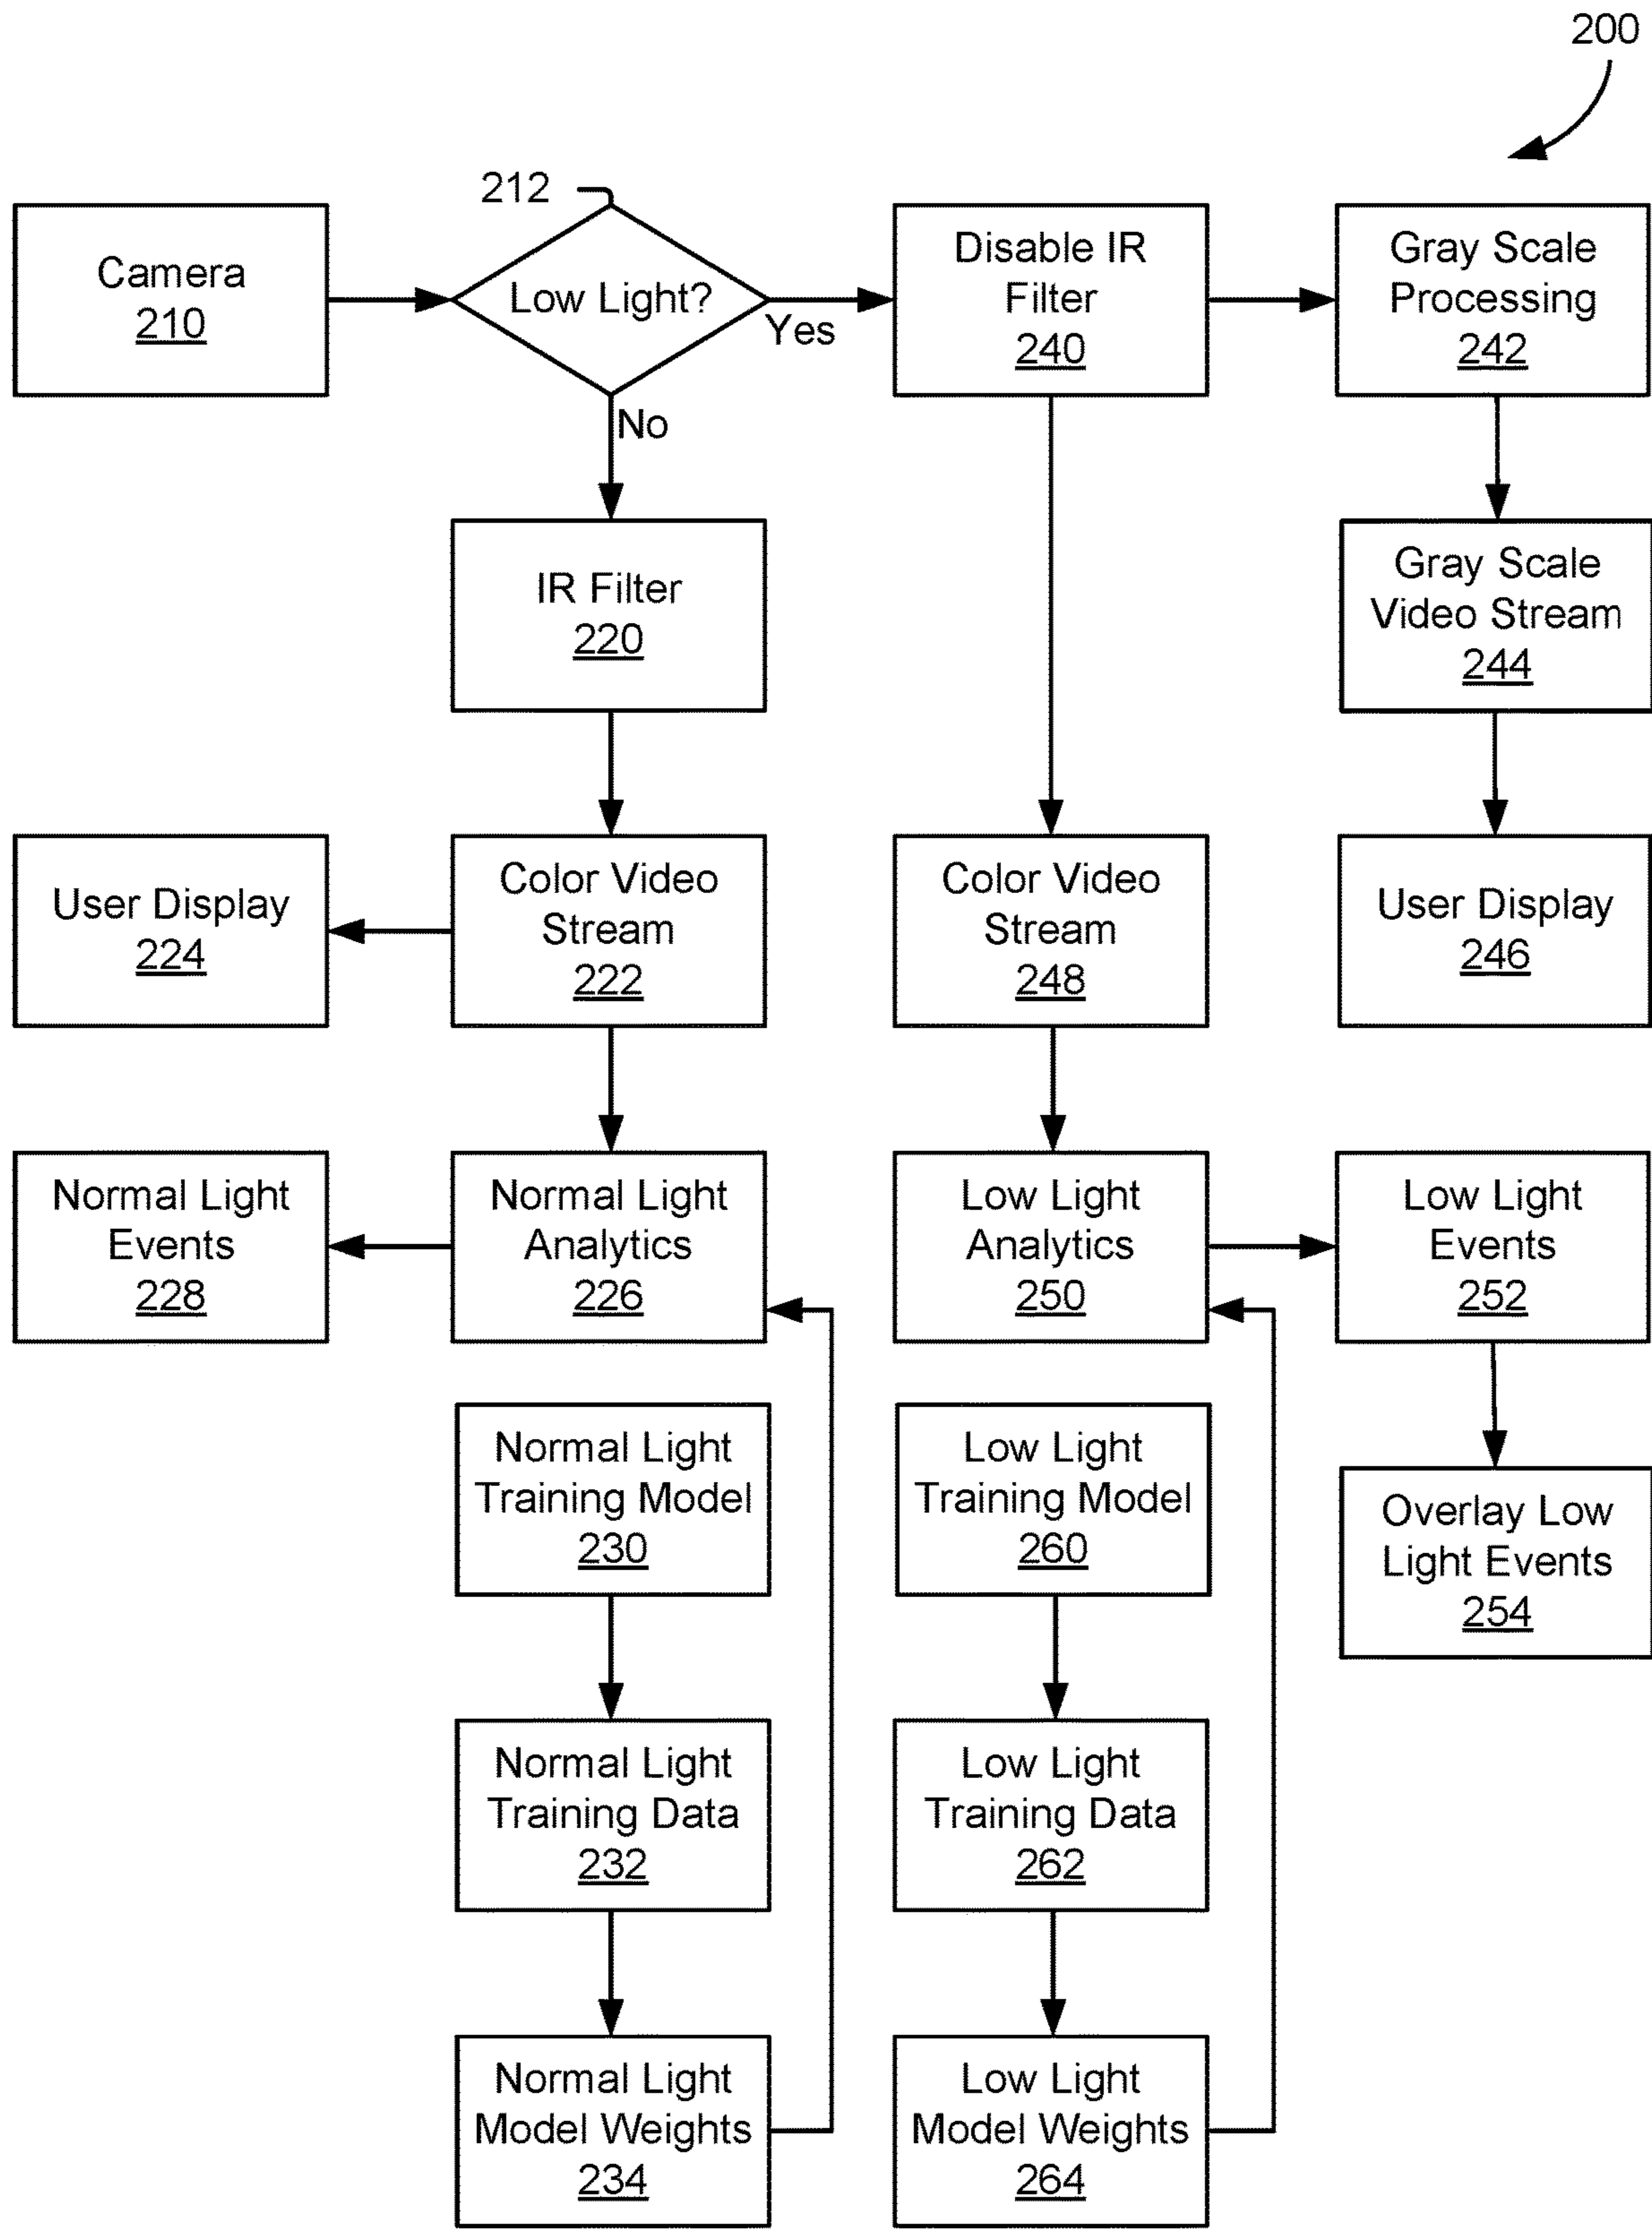 200
212
Camera
210
Low Light?
Yes
No
Disable IR
Filter
240
Gray Scale
Processing
242
IR Filter
220
Gray Scale
Video Stream
244
User Display
224
Color Video
Stream
222
Color Video
Stream
248
User Display
246
Normal Light
Events
228
Normal Light
Analytics
226
Low Light
Analytics
250
Low Light
Events
252
Normal Light
Training Model
230
Low Light
Training Model
260
Overlay Low
Light Events
254
Normal Light
Training Data
232
Low Light
Training Data
262
Normal Light
Model Weights
234
Low Light
Model Weights
264